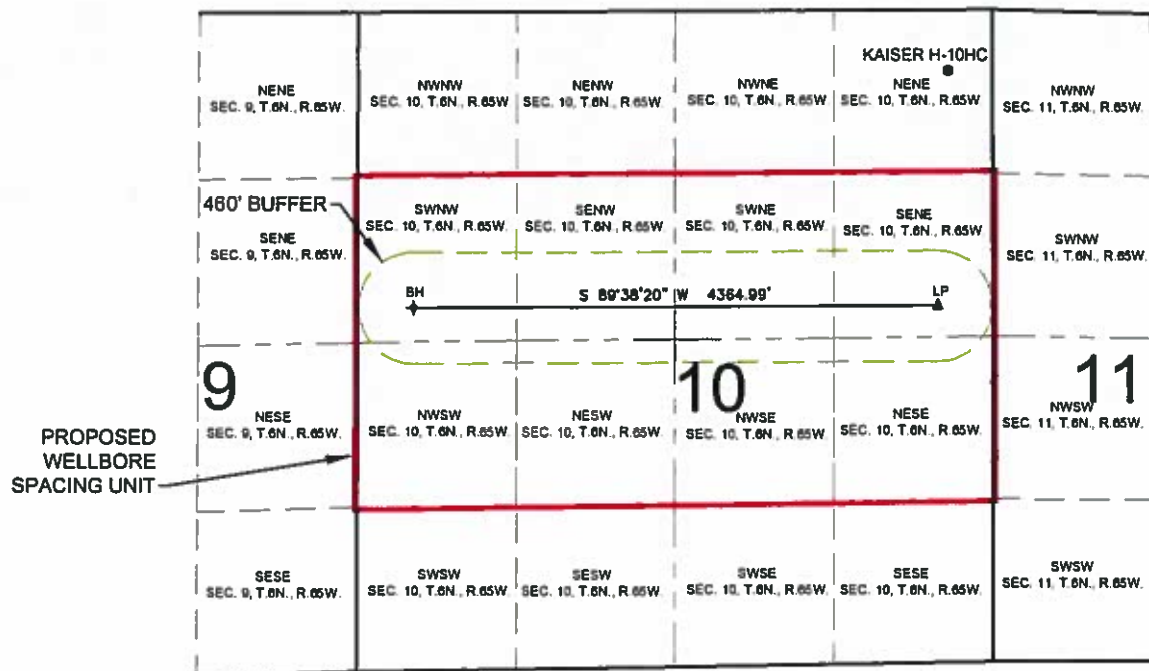 KAISER H-10HC
NENE
SEC. 9, T.6N., R.65W.
NWNW
SEC. 10, T.6N., R.65W.
NENW
SEC. 10, T.6N., R.65W.
NWNE
SEC. 10, T.6N., R.65W.
NENE
SEC. 10, T.6N., R.65W.
NWNW
SEC. 11, T.6N., R.65W.
460' BUFFER
SENE
SEC. 9, T.6N., R.65W.
SWNW
SEC. 10, T.6N., R.65W.
SENW
SEC. 10, T.6N., R.65W.
SWNE
SEC. 10, T.6N., R.65W.
SENE
SEC. 10, T.6N., R.65W.
SWNW
SEC. 11, T.6N., R.65W.
BH
S 89°38'20" W 4364.99'
LP
9
10
11
NESE
SEC. 9, T.6N., R.65W.
NWSW
SEC. 10, T.6N., R.65W.
NESW
SEC. 10, T.6N., R.65W.
NWSE
SEC. 10, T.6N., R.65W.
NESE
SEC. 10, T.6N., R.65W.
NWSW
SEC. 11, T.6N., R.65W.
PROPOSED
WELLBORE
SPACING UNIT
SESE
SEC. 9, T.6N., R.65W.
SWSW
SEC. 10, T.6N., R.65W.
SESW
SEC. 10, T.6N., R.65W.
SWSE
SEC. 10, T.6N., R.65W.
SESE
SEC. 10, T.6N., R.65W.
SWSW
SEC. 11, T.6N., R.65W.